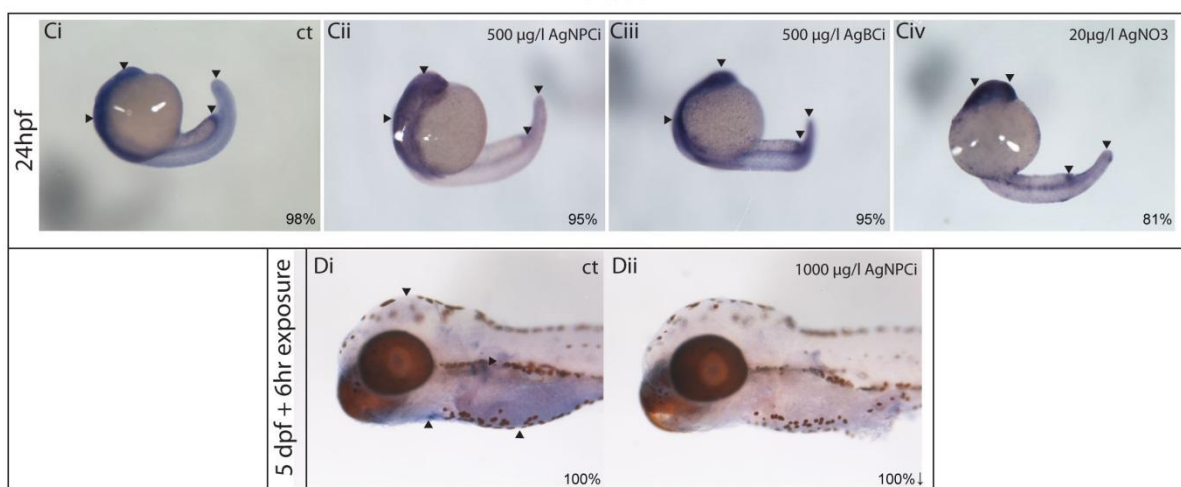 24hpf
Ci ct
98%
Cii 500 µg/l AgNPCi
95%
Ciii 500 µg/l AgBCi
95%
Civ 20µg/l AgNO3
81%
5 dpf + 6hr exposure
Di ct
100%
Dii 1000 µg/l AgNPCi
100%↓